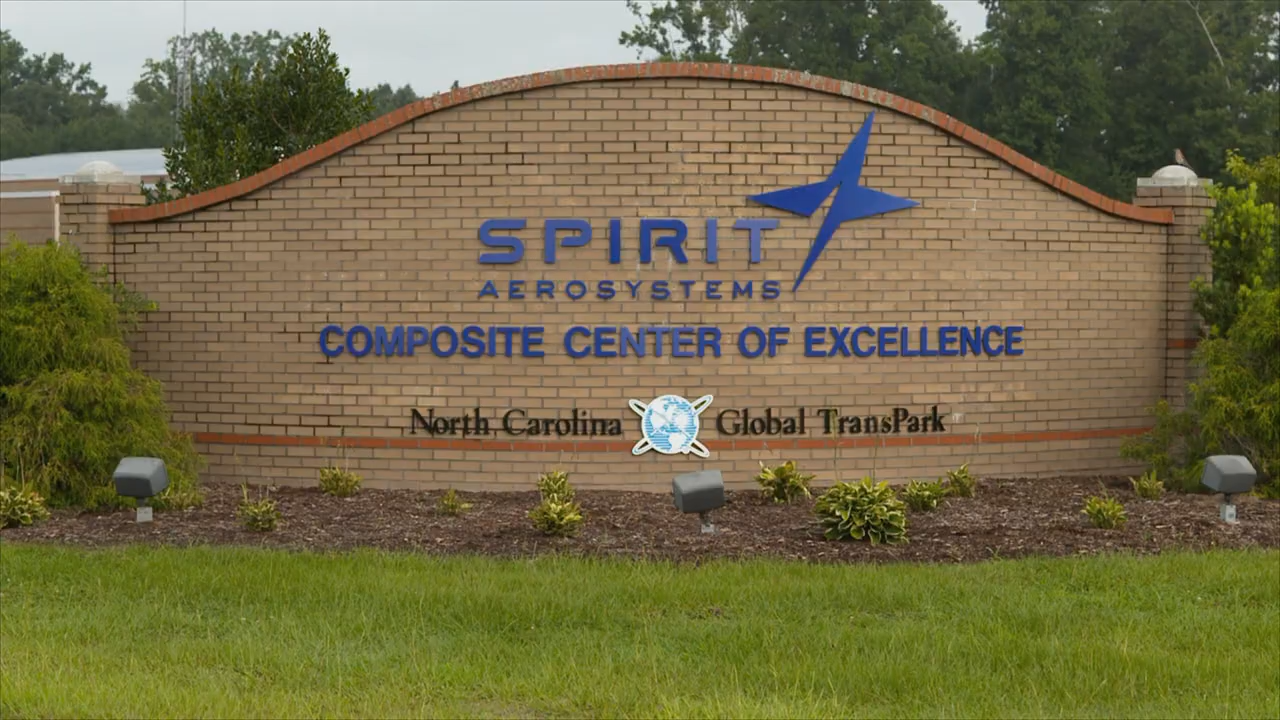 SPIRIT
AEROSYSTEMS
COMPOSITE CENTER OF EXCELLENCE
North Carolina Global TransPark